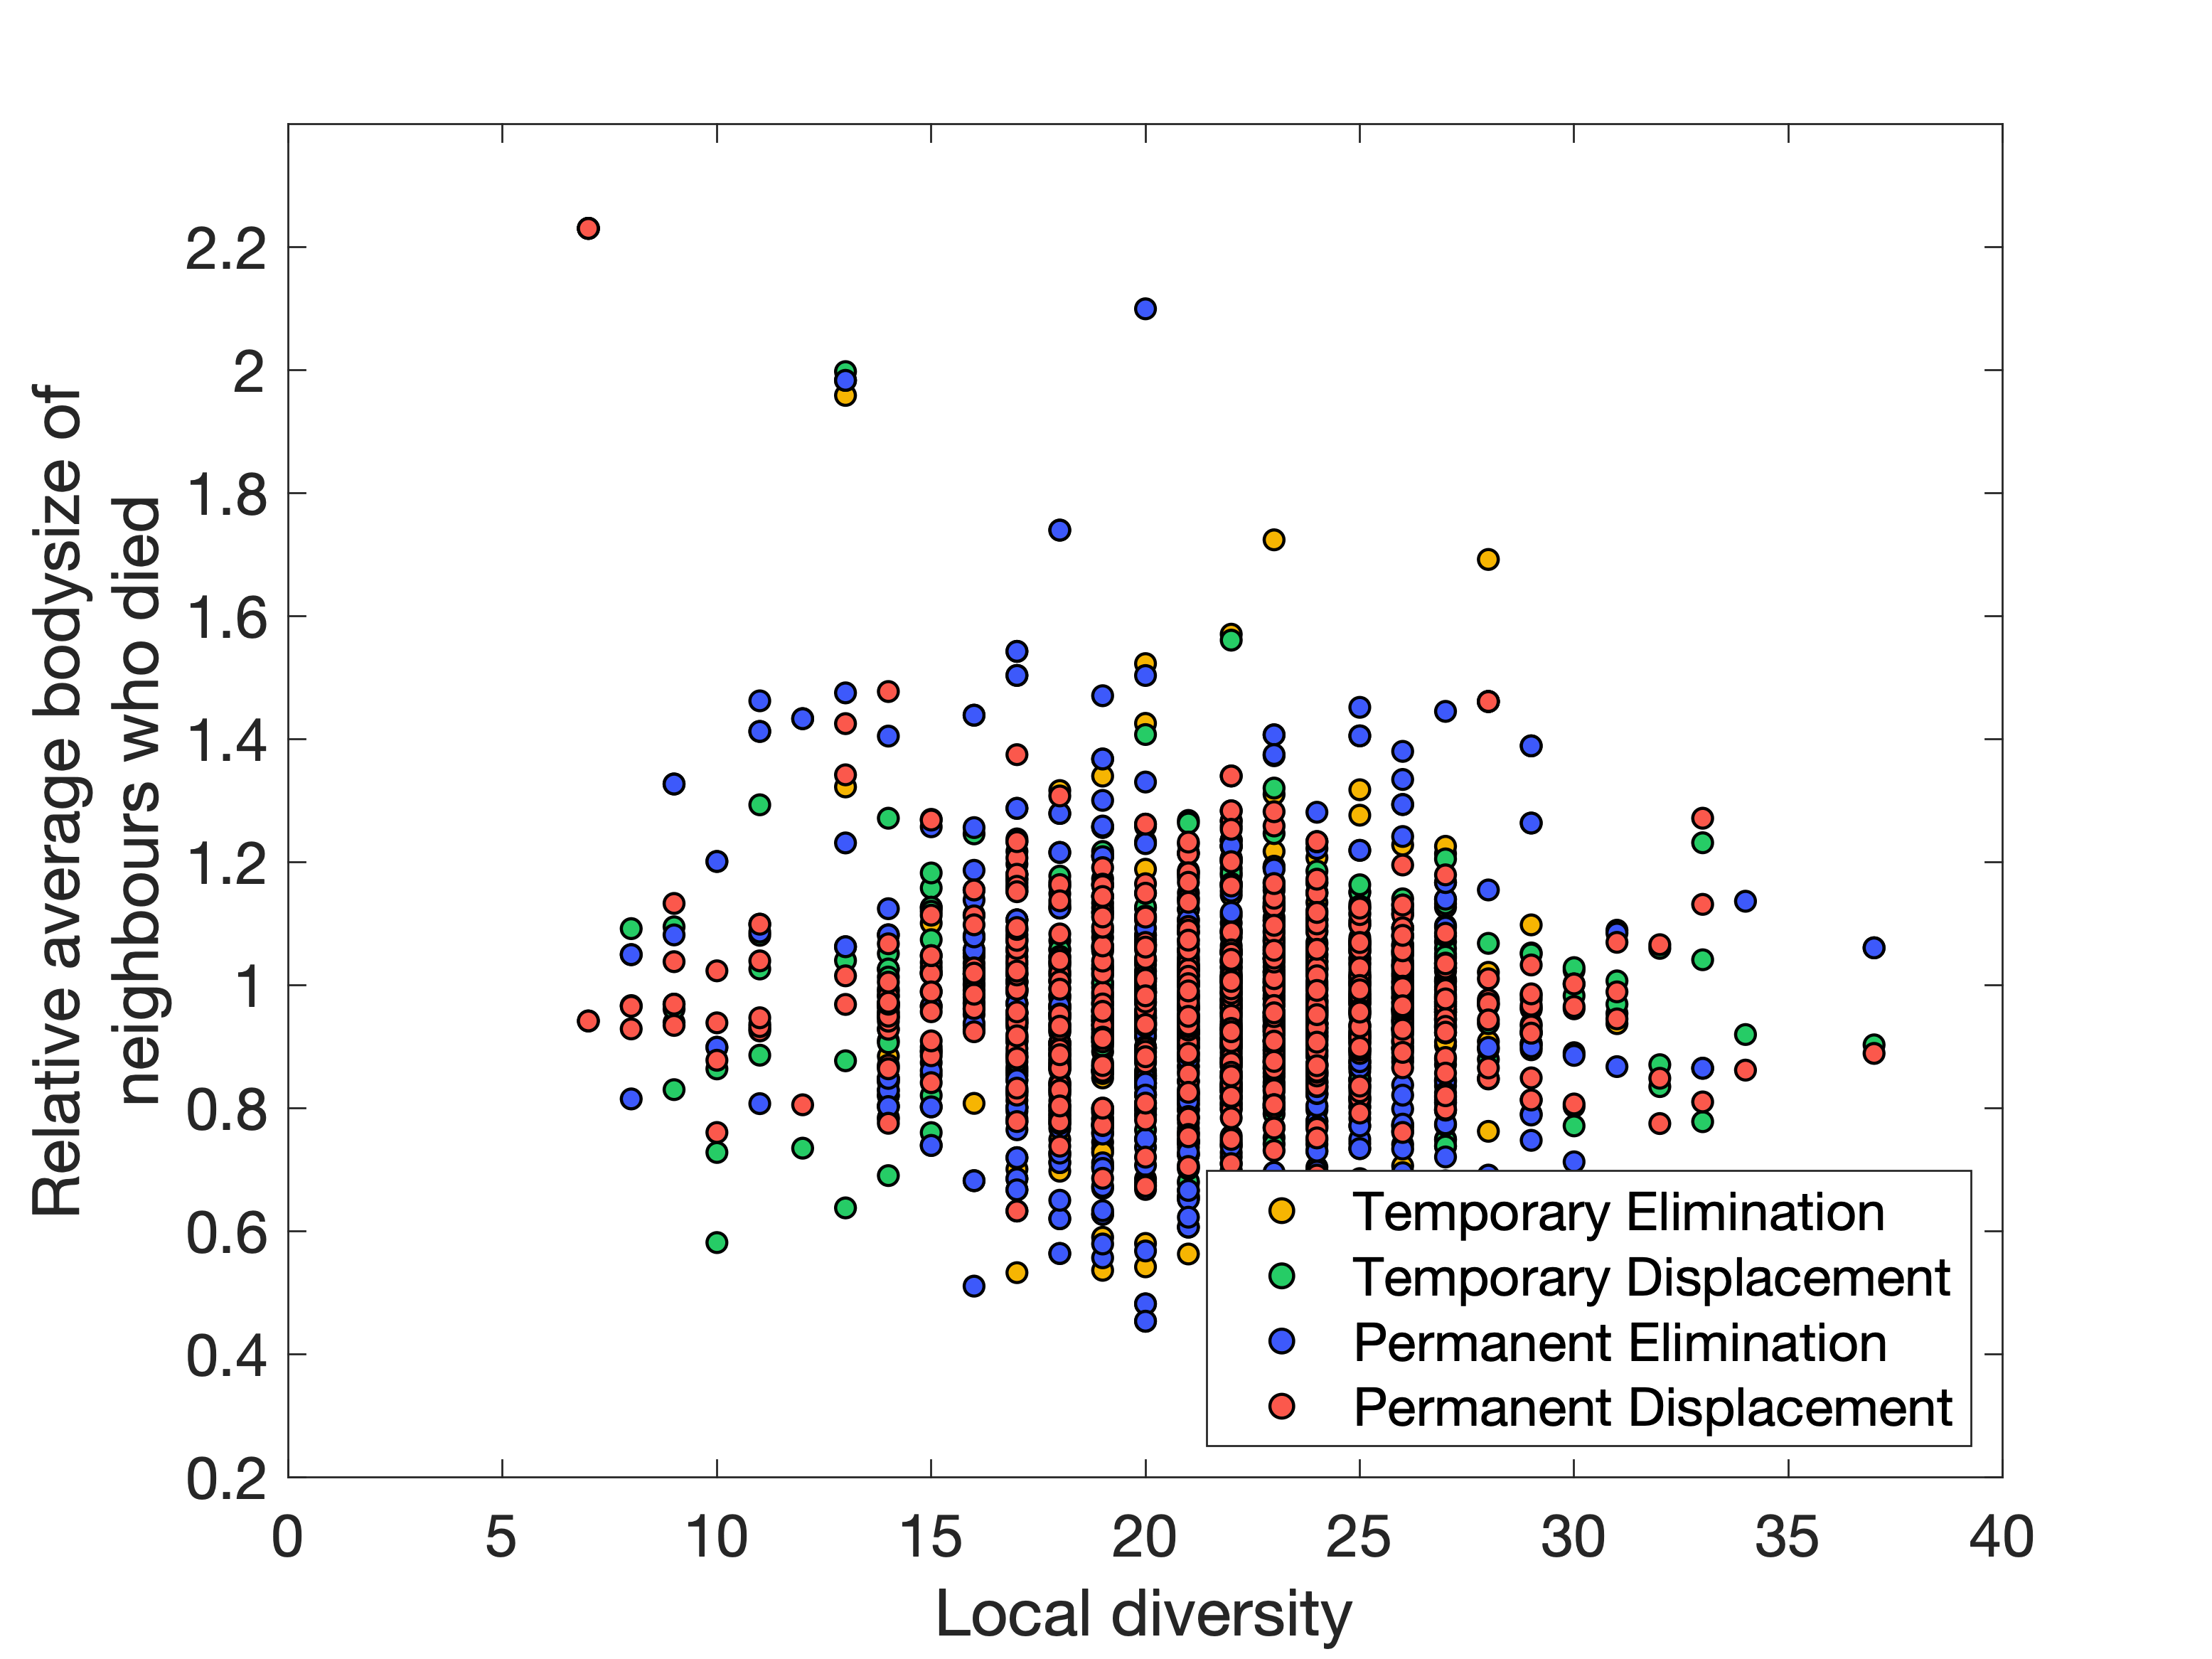 Relative average bodysize of
neighbours who died
2.2
2
1.8
1.6
1.4
1.2
1
0.8
0.6
0.4
0.2
Temporary Elimination
Temporary Displacement
Permanent Elimination
Permanent Displacement
0 5 10 15 20 25 30 35 40
Local diversity